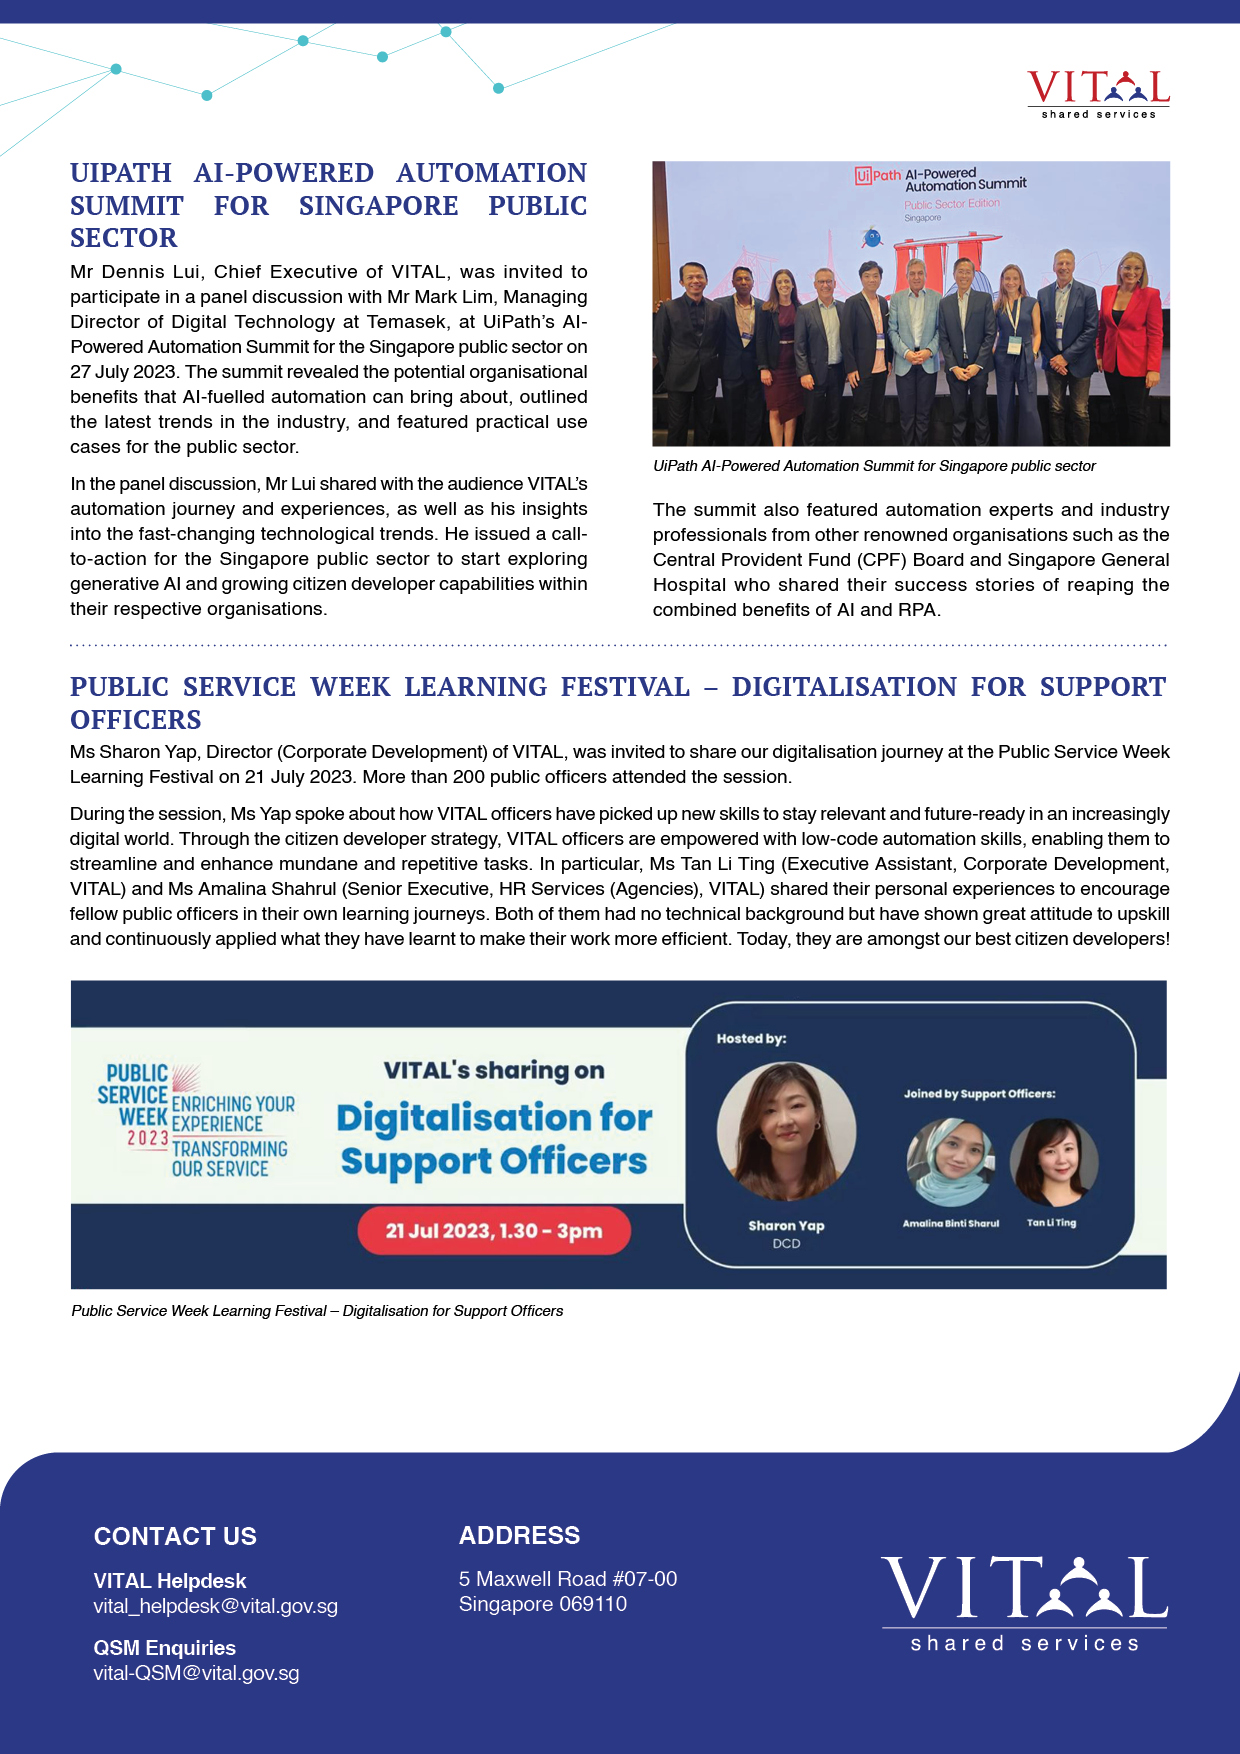 VITAL
shared services
UIPATH AI-POWERED AUTOMATION
SUMMIT FOR SINGAPORE PUBLIC
SECTOR
Mr Dennis Lui, Chief Executive of VITAL, was invited to
participate in a panel discussion with Mr Mark Lim, Managing
Director of Digital Technology at Temasek, at UiPath’s AI-
Powered Automation Summit for the Singapore public sector on
27 July 2023. The summit revealed the potential organisational
benefits that AI-fuelled automation can bring about, outlined
the latest trends in the industry, and featured practical use
cases for the public sector.
In the panel discussion, Mr Lui shared with the audience VITAL’s
automation journey and experiences, as well as his insights
into the fast-changing technological trends. He issued a call-
to-action for the Singapore public sector to start exploring
generative AI and growing citizen developer capabilities within
their respective organisations.
UiPath AI-Powered
Automation Summit
Public Sector Edition
Singapore
UiPath AI-Powered Automation Summit for Singapore public sector
The summit also featured automation experts and industry
professionals from other renowned organisations such as the
Central Provident Fund (CPF) Board and Singapore General
Hospital who shared their success stories of reaping the
combined benefits of AI and RPA.
PUBLIC SERVICE WEEK LEARNING FESTIVAL – DIGITALISATION FOR SUPPORT
OFFICERS
Ms Sharon Yap, Director (Corporate Development) of VITAL, was invited to share our digitalisation journey at the Public Service Week
Learning Festival on 21 July 2023. More than 200 public officers attended the session.
During the session, Ms Yap spoke about how VITAL officers have picked up new skills to stay relevant and future-ready in an increasingly
digital world. Through the citizen developer strategy, VITAL officers are empowered with low-code automation skills, enabling them to
streamline and enhance mundane and repetitive tasks. In particular, Ms Tan Li Ting (Executive Assistant, Corporate Development,
VITAL) and Ms Amalina Shahrul (Senior Executive, HR Services (Agencies), VITAL) shared their personal experiences to encourage
fellow public officers in their own learning journeys. Both of them had no technical background but have shown great attitude to upskill
and continuously applied what they have learnt to make their work more efficient. Today, they are amongst our best citizen developers!
PUBLIC
SERVICE
WEEK
2023
ENRICHING YOUR
EXPERIENCE
TRANSFORMING
OUR SERVICE
VITAL's sharing on
Digitalisation for
Support Officers
21 Jul 2023, 1.30 - 3pm
Hosted by:
Sharon Yap
DCD
Joined by Support Officers:
Amalina Binti Sharul
Tan Li Ting
Public Service Week Learning Festival – Digitalisation for Support Officers
CONTACT US
VITAL Helpdesk
vital_helpdesk@vital.gov.sg
QSM Enquiries
vital-QSM@vital.gov.sg
ADDRESS
5 Maxwell Road #07-00
Singapore 069110
VITAL
shared services